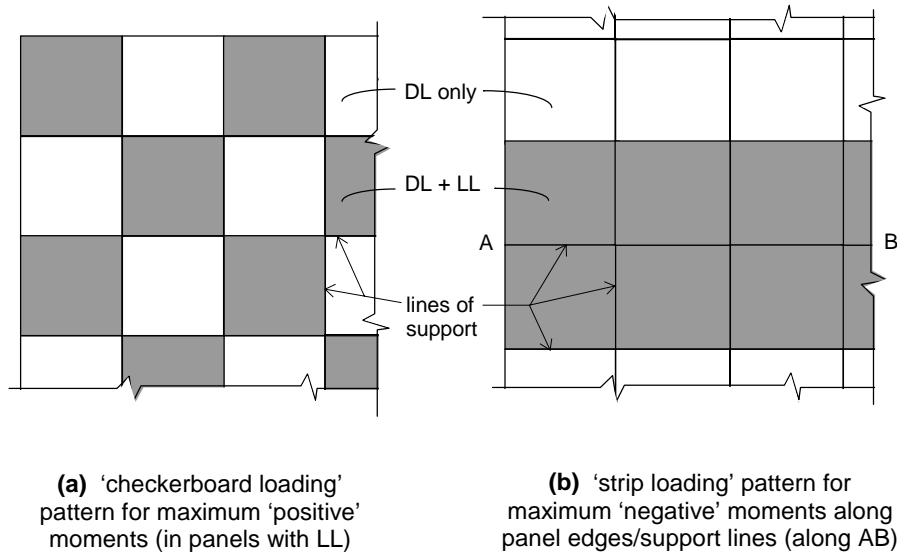 DL only
DL + LL
A
B
lines of
support
(a) ‘checkerboard loading’
pattern for maximum ‘positive’
moments (in panels with LL)
(b) ‘strip loading’ pattern for
maximum ‘negative’ moments along
panel edges/support lines (along AB)